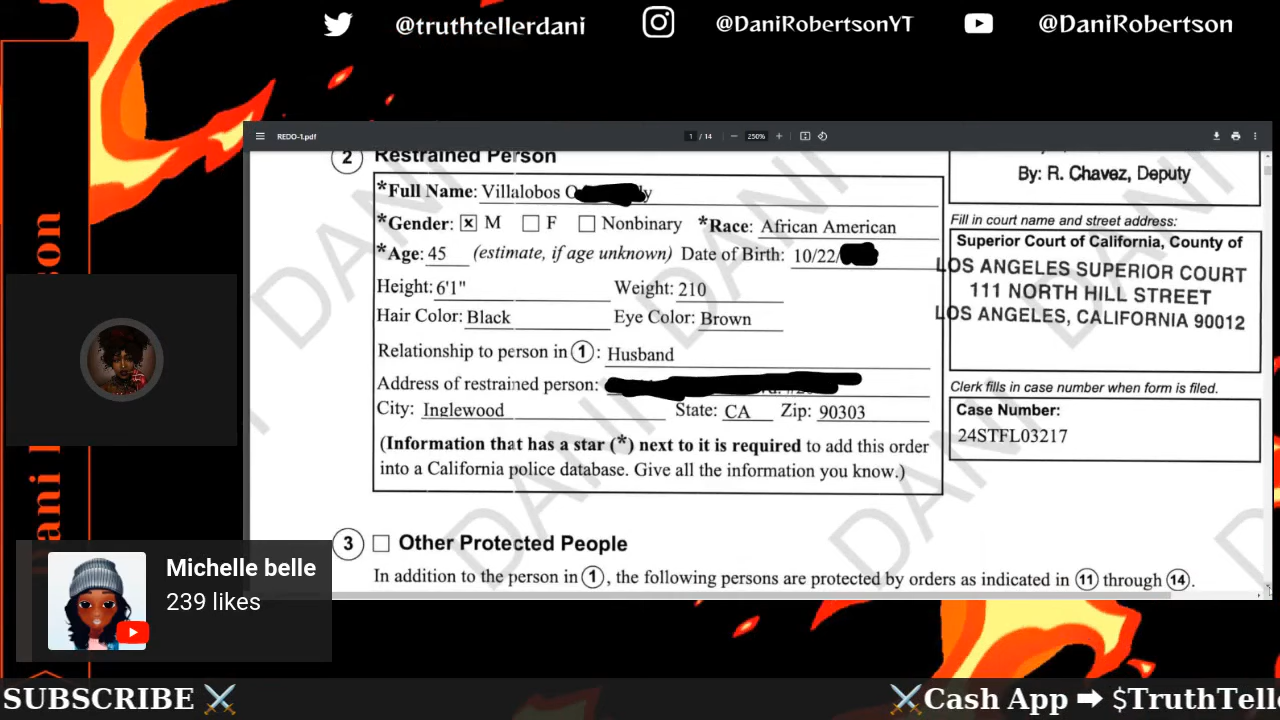 @truthtellerdani @DaniRobertsonYT @DaniRobertson
REDO-1.pdf 1 / 14 250%
2 Restrained Person
*Full Name: Villalobos O y
*Gender: M F Nonbinary *Race: African American
*Age: 45 (estimate, if age unknown) Date of Birth: 10/22/
Height: 6'1" Weight: 210
Hair Color: Black Eye Color: Brown
Relationship to person in 1: Husband
Address of restrained person:
City: Inglewood State: CA Zip: 90303
(Information that has a star (*) next to it is required to add this order
into a California police database. Give all the information you know.)
By: R. Chavez, Deputy
Fill in court name and street address:
Superior Court of California, County of
LOS ANGELES SUPERIOR COURT
111 NORTH HILL STREET
LOS ANGELES, CALIFORNIA 90012
Clerk fills in case number when form is filed.
Case Number:
24STFL03217
3 Other Protected People
In addition to the person in 1, the following persons are protected by orders as indicated in 11 through 14.
DANI
DANI
DANI
DANI
DANI
ani
son
Michelle belle
239 likes
SUBSCRIBE ⚔ ⚔Cash App ➡ $TruthTell